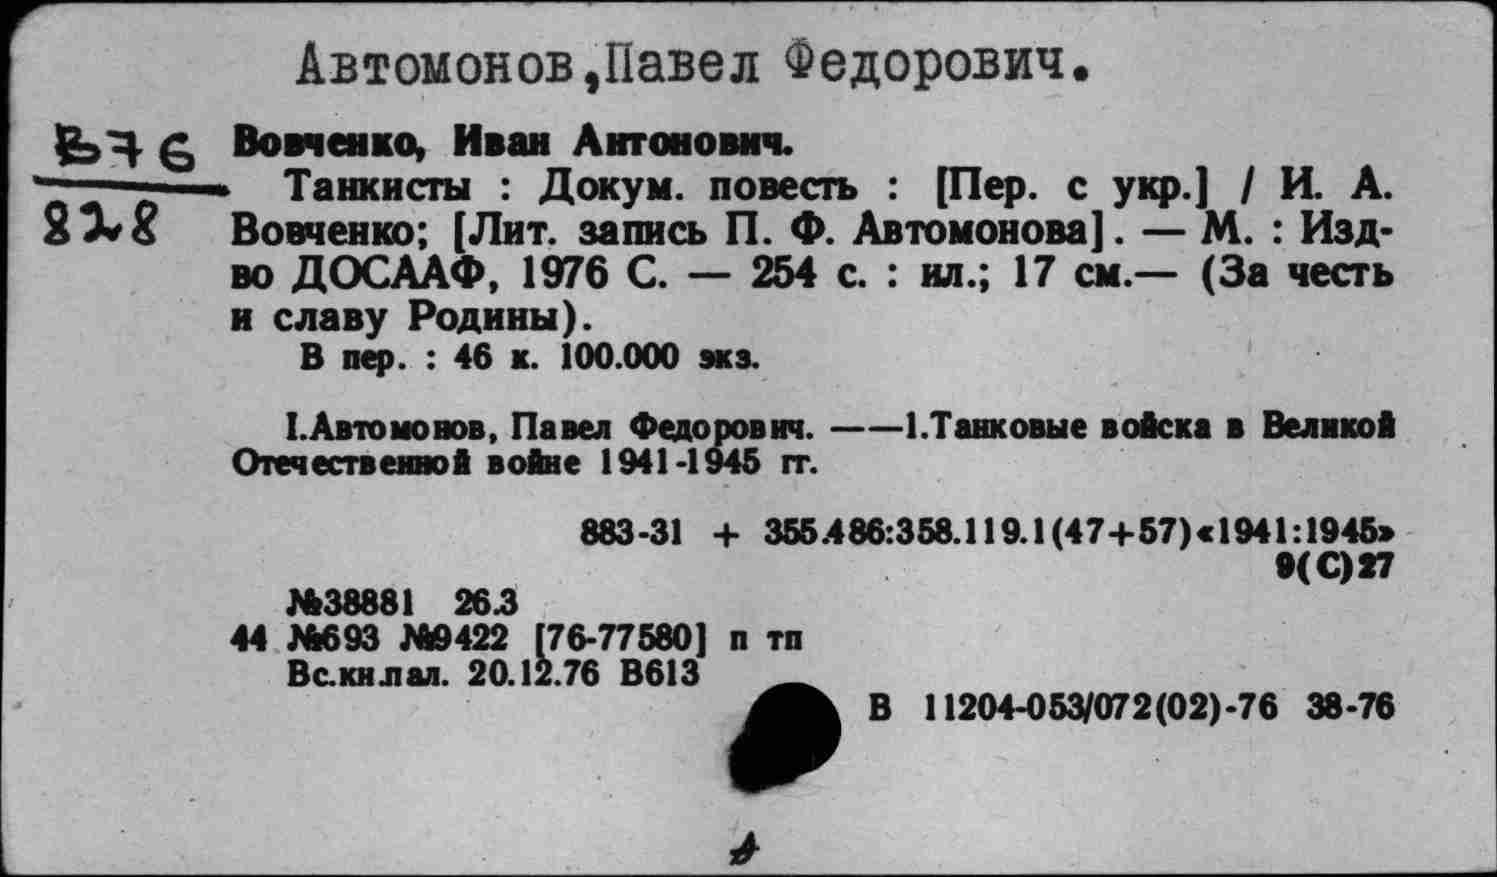 Автомонов,Павел Федорович.
В76
828
Вовченко, Иван Антонович.
Танкисты : Докум. повесть : [Пер. с укр.] / И. А.
Вовченко; [Лит. запись П. Ф. Автомонова]. — М. : Изд-
во ДОСААФ, 1976 С. — 254 с. : ил.; 17 см.— (За честь
и славу Родины).
В пер. : 46 к. 100.000 экз.
I.Автомонов, Павел Федорович. ——1.Танковые войска в Великой
Отечественной войне 1941-1945 гг.
883-31 + 355.486:358.119.1(47+57)«1941:1945»
9(С)27
№38881 26.3
44 №693 №9422 [76-77580] п тп
Вс.кн.пал. 20.12.76 В613
В 11204-053/072(02)-76 38-76